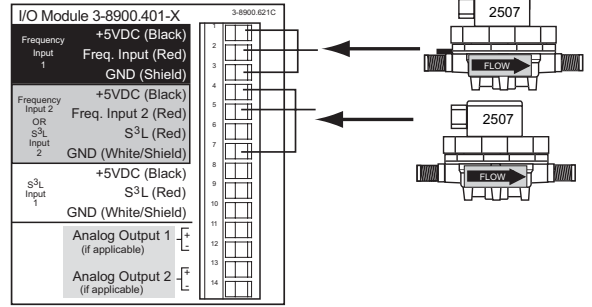 I/O Module 3-8900.401-X
3-8900.621C
Frequency
Input
1
+5VDC (Black)
Freq. Input (Red)
GND (Shield)
Frequency
Input 2
OR
S³L
Input
2
+5VDC (Black)
Freq. Input 2 (Red)
S³L (Red)
GND (White/Shield)
S³L
Input
1
+5VDC (Black)
S³L (Red)
GND (White/Shield)
Analog Output 1
(if applicable)
+
-
Analog Output 2
(if applicable)
+
-
1
2
3
4
5
6
7
8
9
10
11
12
13
14
2507
FLOW
2507
FLOW